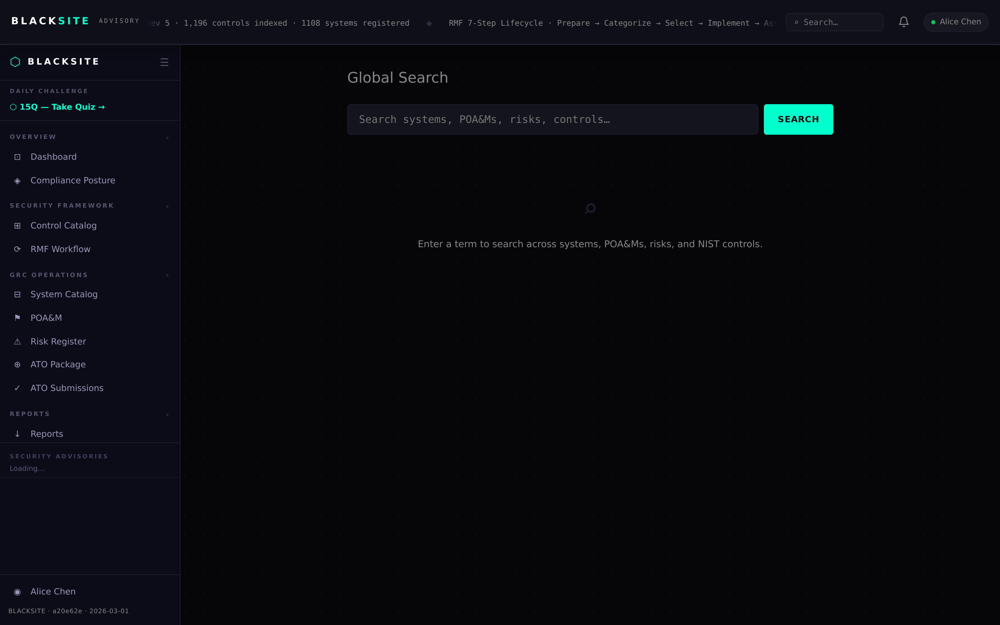 BLACKSITE ADVISORY
Rev 5 · 1,196 controls indexed · 1108 systems registered ◆ RMF 7-Step Lifecycle · Prepare → Categorize → Select → Implement →
Search…
Alice Chen
BLACKSITE
DAILY CHALLENGE
15Q — Take Quiz →
OVERVIEW
Dashboard
Compliance Posture
SECURITY FRAMEWORK
Control Catalog
RMF Workflow
GRC OPERATIONS
System Catalog
POA&M
Risk Register
ATO Package
ATO Submissions
REPORTS
Reports
SECURITY ADVISORIES
Loading…
Alice Chen
BLACKSITE · a20e62e · 2026-03-01
Global Search
Search systems, POA&Ms, risks, controls…
SEARCH
Enter a term to search across systems, POA&Ms, risks, and NIST controls.